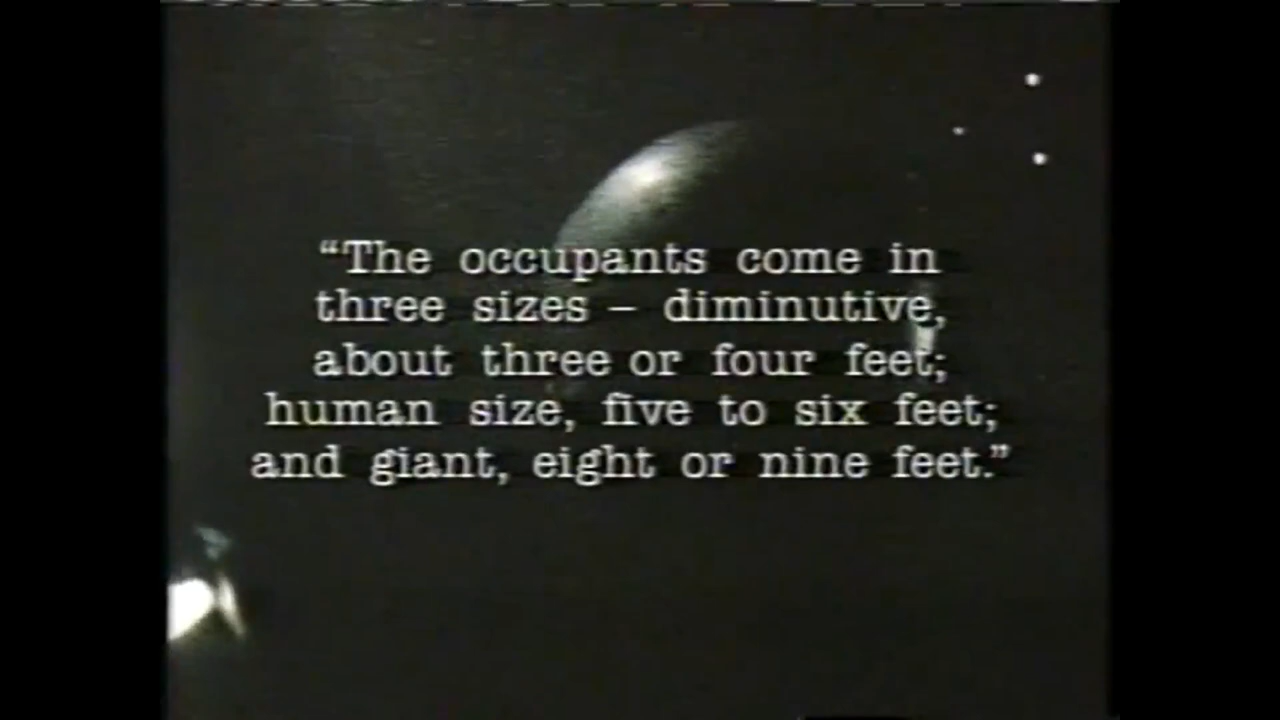 “The occupants come in
three sizes – diminutive,
about three or four feet;
human size, five to six feet;
and giant, eight or nine feet.”